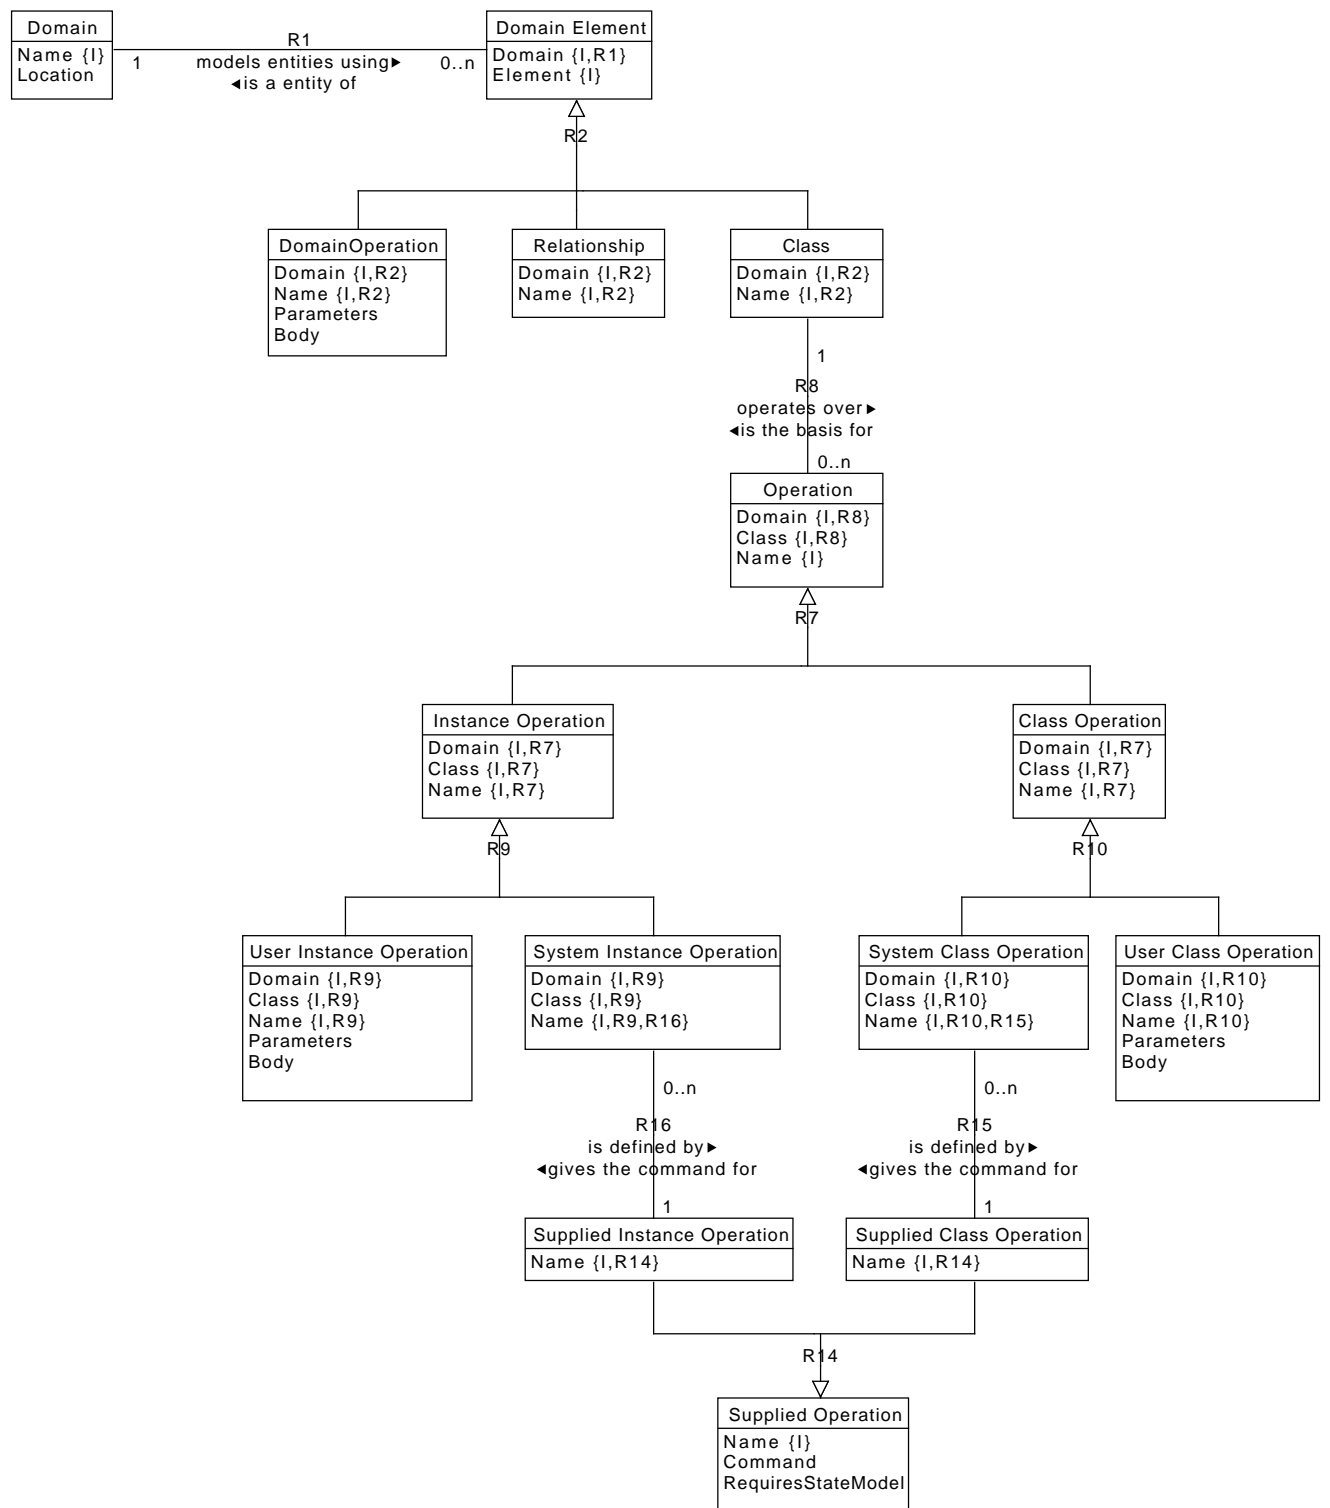 Domain
Name {I}
Location
R1
1
models entities using▶
0..n
◀is a entity of
Domain Element
Domain {I,R1}
Element {I}
R2
DomainOperation
Domain {I,R2}
Name {I,R2}
Parameters
Body
Relationship
Domain {I,R2}
Name {I,R2}
Class
Domain {I,R2}
Name {I,R2}
1
R8
operates over▶
◀is the basis for
0..n
Operation
Domain {I,R8}
Class {I,R8}
Name {I}
R7
Instance Operation
Domain {I,R7}
Class {I,R7}
Name {I,R7}
Class Operation
Domain {I,R7}
Class {I,R7}
Name {I,R7}
R9
R10
User Instance Operation
Domain {I,R9}
Class {I,R9}
Name {I,R9}
Parameters
Body
System Instance Operation
Domain {I,R9}
Class {I,R9}
Name {I,R9,R16}
System Class Operation
Domain {I,R10}
Class {I,R10}
Name {I,R10,R15}
User Class Operation
Domain {I,R10}
Class {I,R10}
Name {I,R10}
Parameters
Body
0..n
R16
is defined by▶
◀gives the command for
1
0..n
R15
is defined by▶
◀gives the command for
1
Supplied Instance Operation
Name {I,R14}
Supplied Class Operation
Name {I,R14}
R14
Supplied Operation
Name {I}
Command
RequiresStateModel